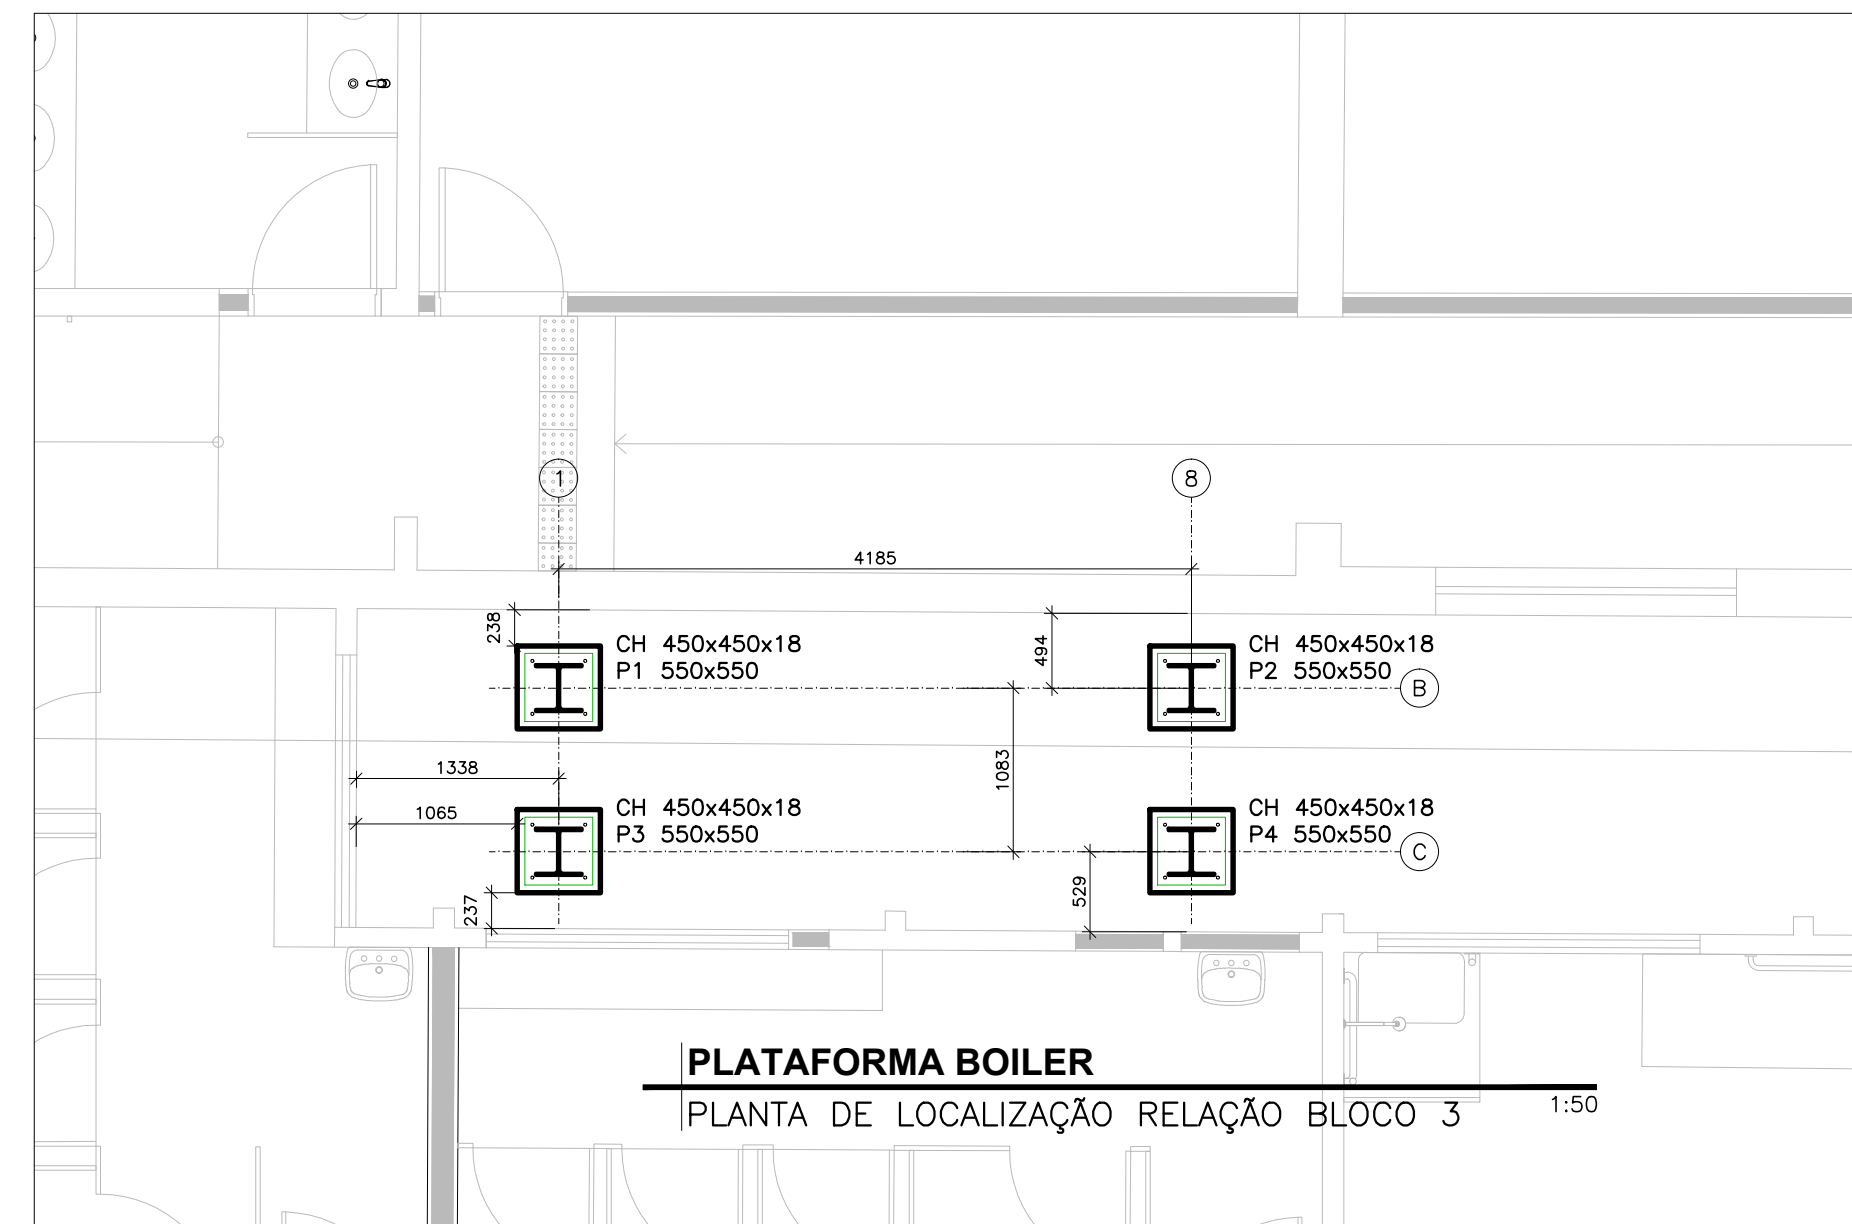 1
8
4185
238
494
CH 450x450x18
P1 550x550
CH 450x450x18
P2 550x550
B
1083
1338
1065
CH 450x450x18
P3 550x550
CH 450x450x18
P4 550x550
C
237
529
PLATAFORMA BOILER
PLANTA DE LOCALIZAÇÃO RELAÇÃO BLOCO 3
1:50